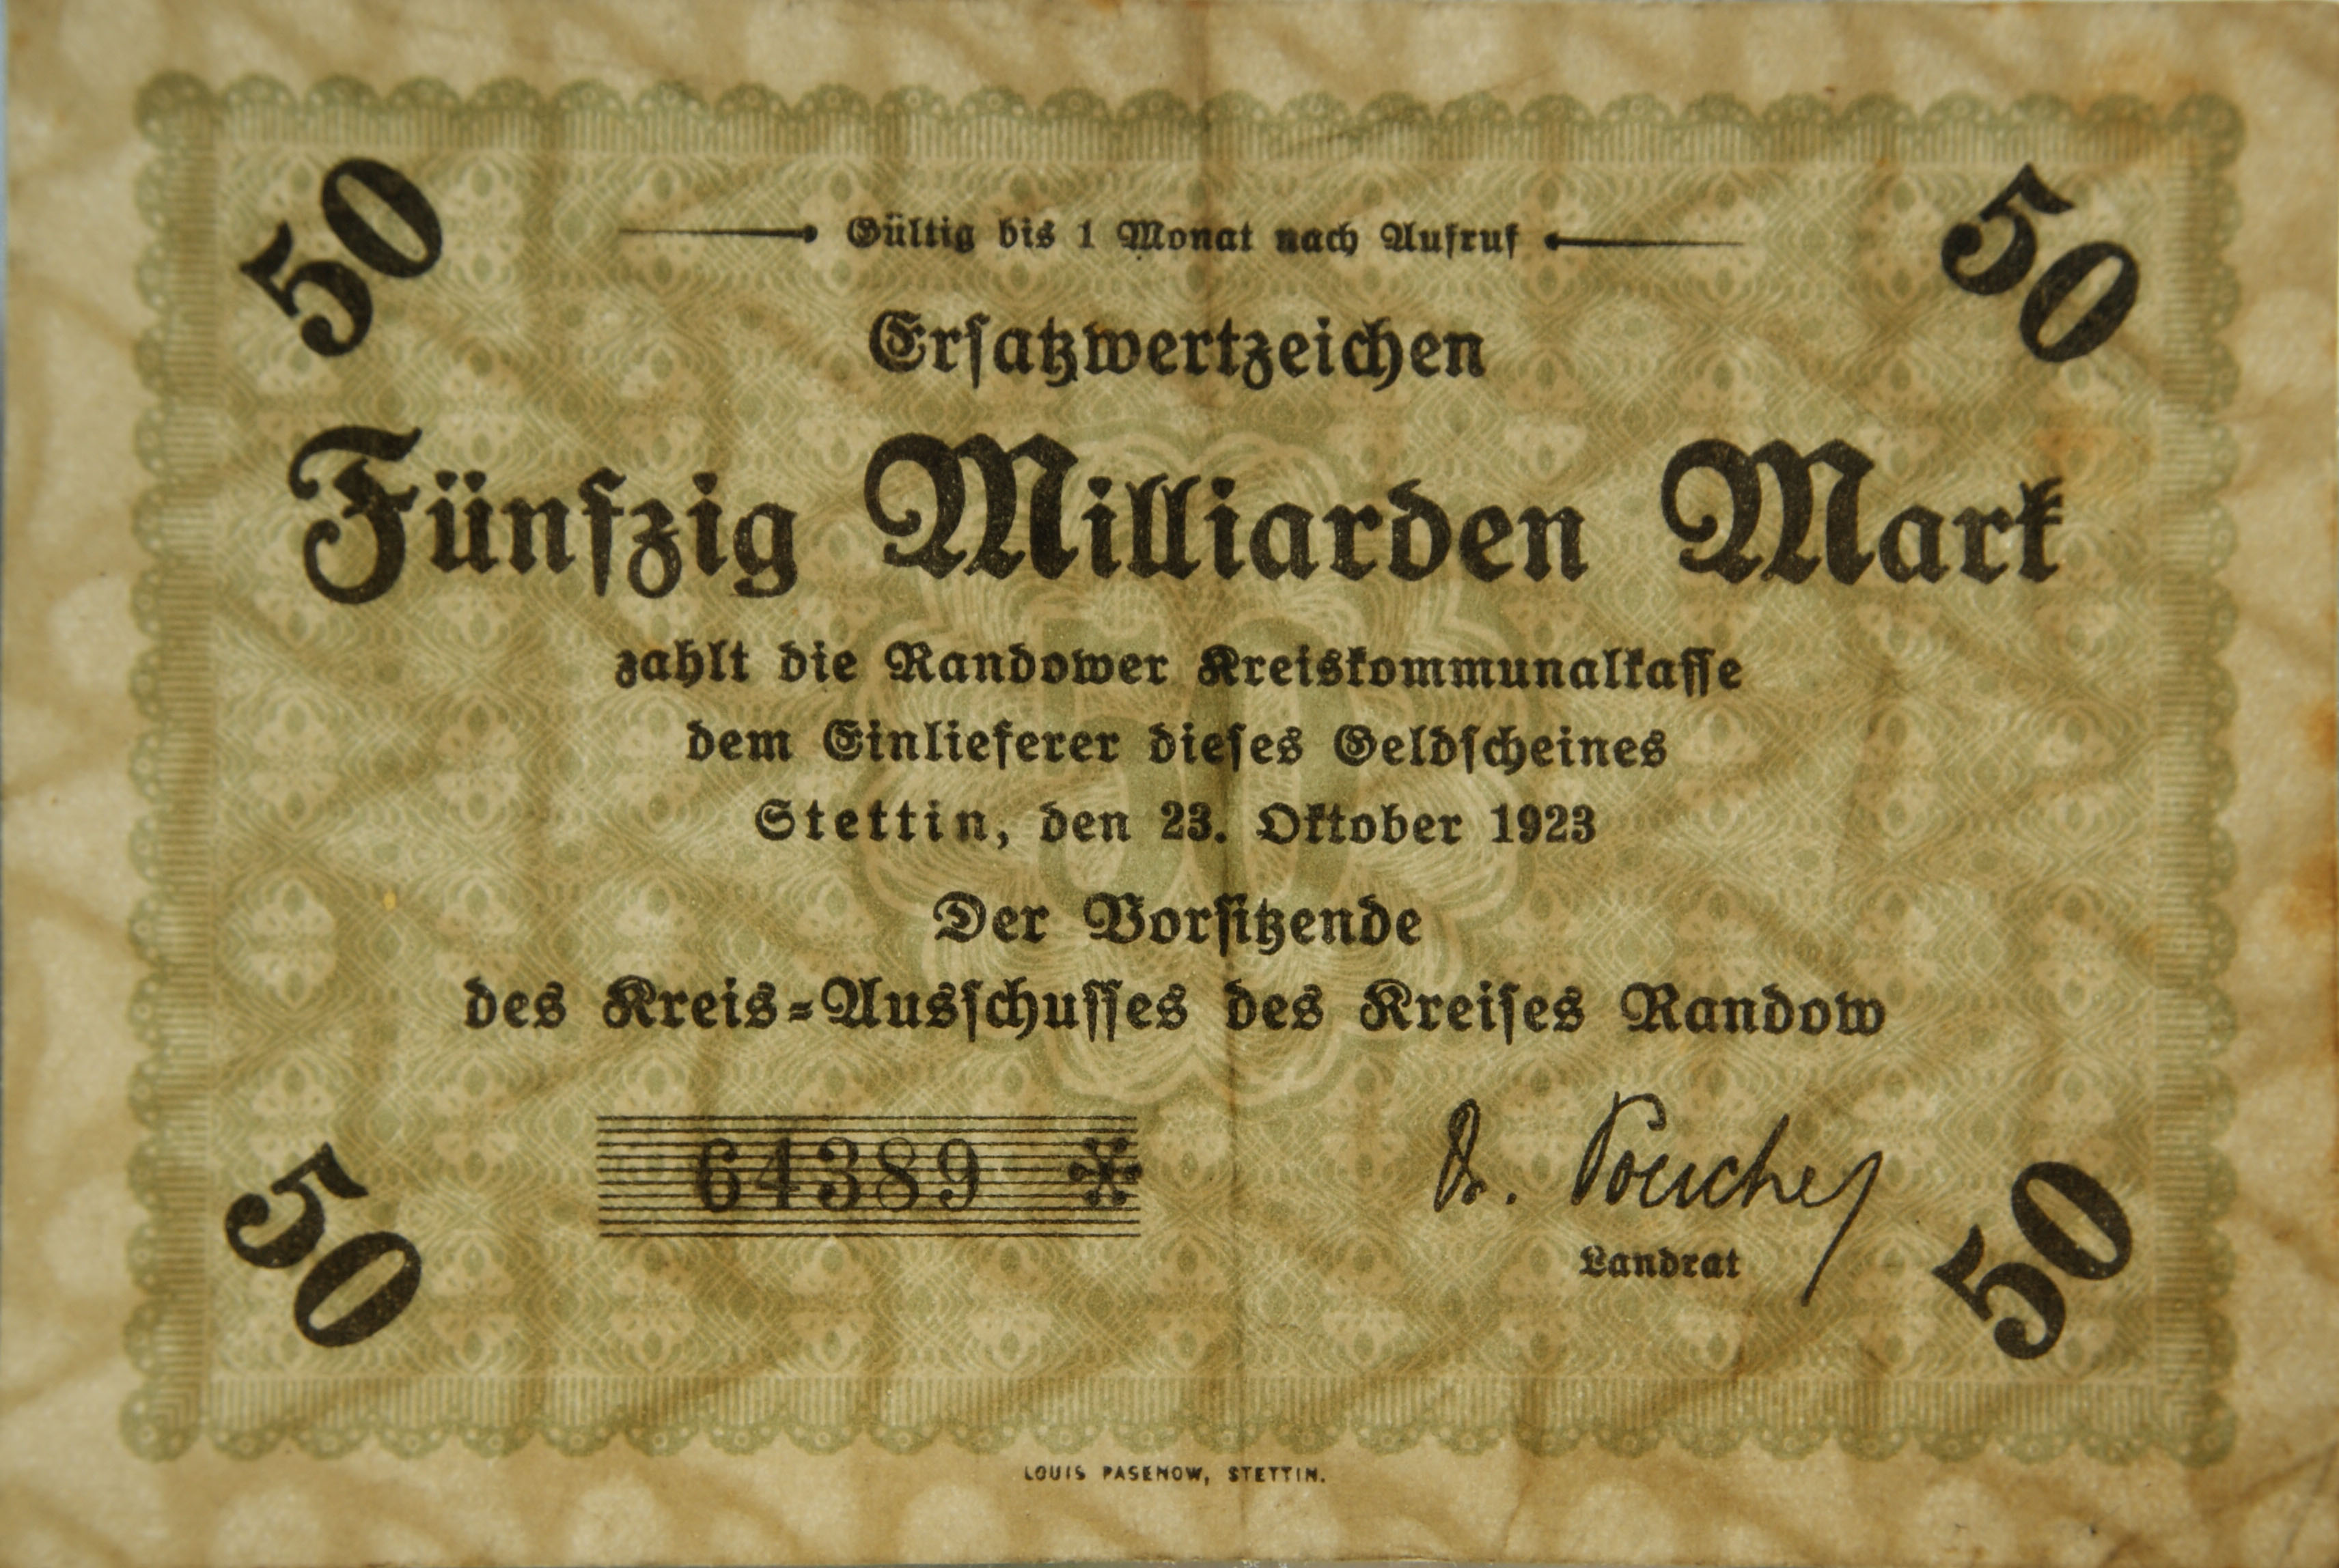 50
50
Gültig bis 1 Monat nach Aufruf
Ersatzwertzeichen
Fünfzig Milliarden Mark
zahlt die Randower Kreiskommunalkasse
dem Einlieferer dieses Geldscheines
Stettin, den 23. Oktober 1923
50
Der Vorsitzende
des Kreis-Ausschusses des Kreises Randow
64389 *
Dr.
Landrat
50
50
LOUIS PASENOW, STETTIN.